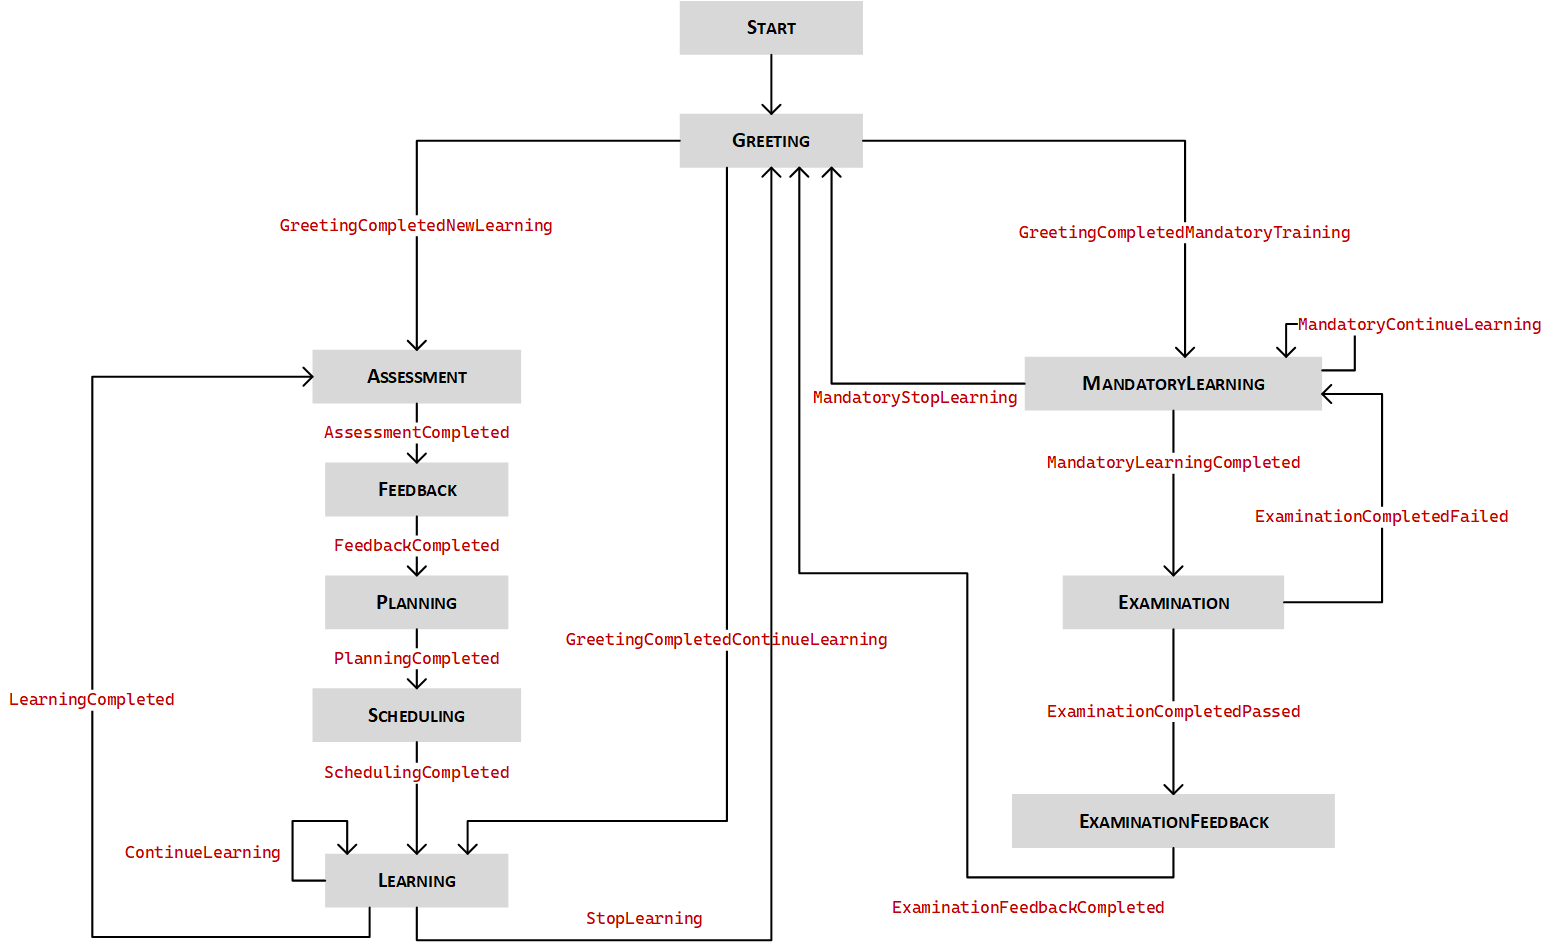 START
GREETING
GreetingCompletedNewLearning
GreetingCompletedMandatoryTraining
MandatoryContinueLearning
ASSESSMENT
MANDATORYLEARNING
MandatoryStopLearning
AssessmentCompleted
MandatoryLearningCompleted
FEEDBACK
ExaminationCompletedFailed
FeedbackCompleted
PLANNING
EXAMINATION
GreetingCompletedContinueLearning
PlanningCompleted
LearningCompleted
SCHEDULING
ExaminationCompletedPassed
SchedulingCompleted
EXAMINATIONFEEDBACK
ContinueLearning
LEARNING
StopLearning
ExaminationFeedbackCompleted